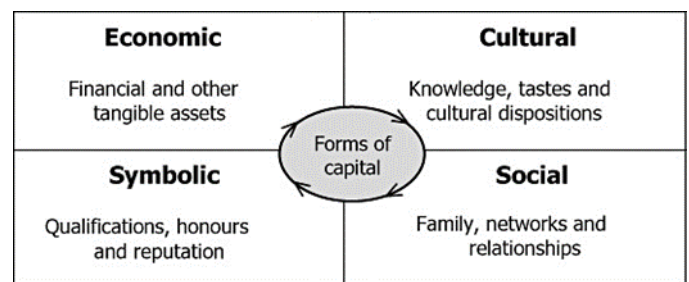 Economic
Financial and other
tangible assets
Cultural
Knowledge, tastes and
cultural dispositions
Forms of
capital
Symbolic
Qualifications, honours
and reputation
Social
Family, networks and
relationships